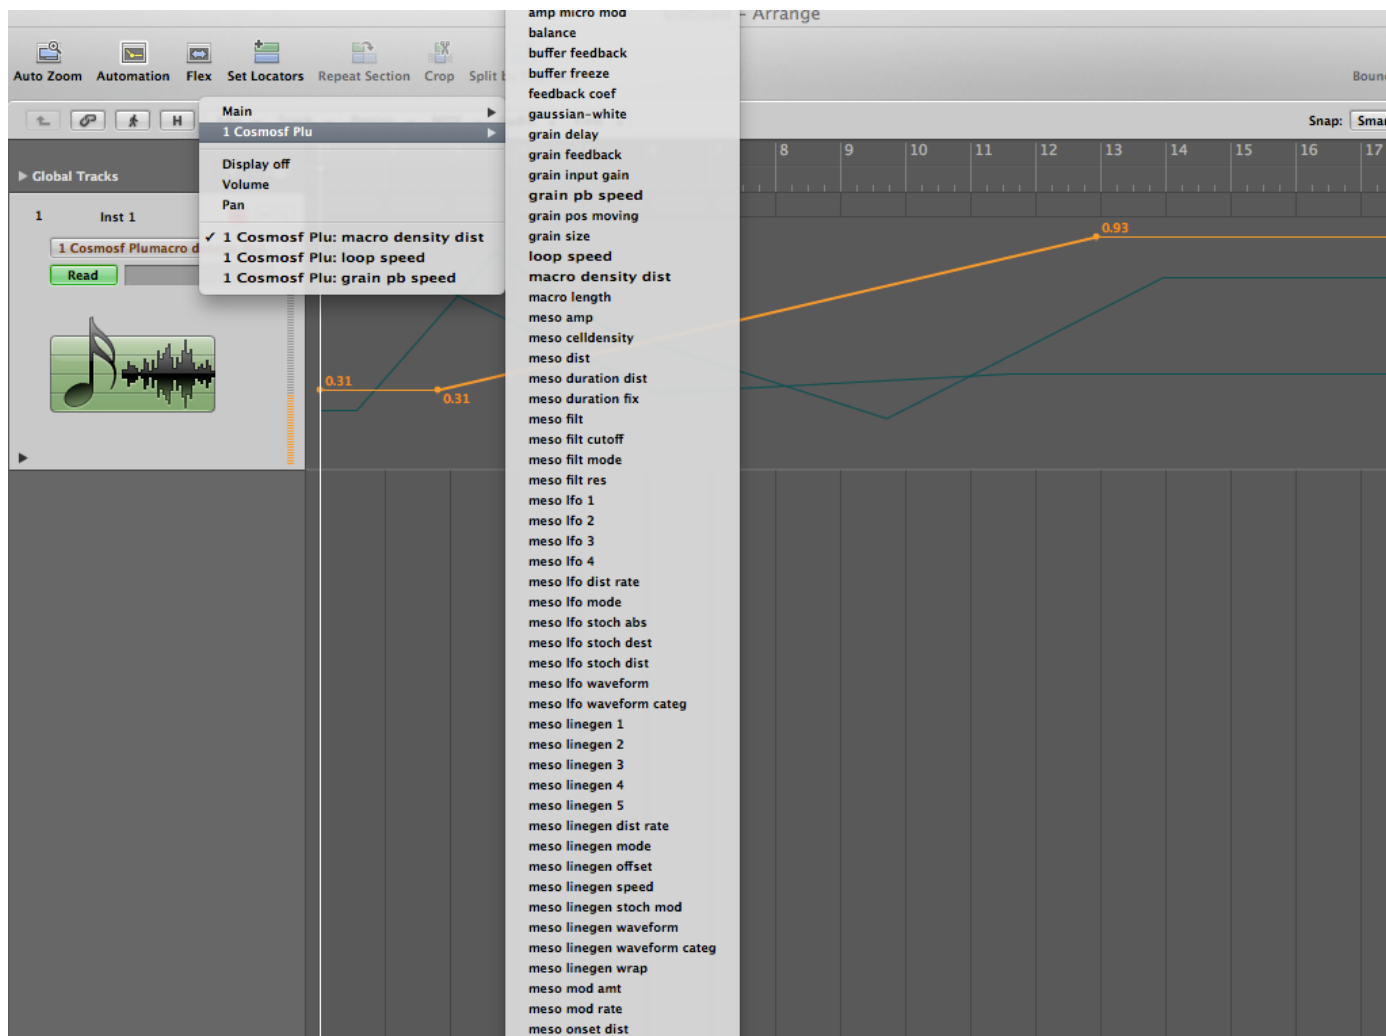 amp micro mod
- Arrange
balance
buffer feedback
buffer freeze
feedback coef
gaussian-white
grain delay
grain feedback
grain input gain
grain pb speed
grain pos moving
grain size
loop speed
macro density dist
macro length
meso amp
meso celldensity
meso dist
meso duration dist
meso duration fix
meso filt
meso filt cutoff
meso filt mode
meso filt res
meso lfo 1
meso lfo 2
meso lfo 3
meso lfo 4
meso lfo dist rate
meso lfo mode
meso lfo stoch abs
meso lfo stoch dest
meso lfo stoch dist
meso lfo waveform
meso lfo waveform categ
meso linegen 1
meso linegen 2
meso linegen 3
meso linegen 4
meso linegen 5
meso linegen dist rate
meso linegen mode
meso linegen offset
meso linegen speed
meso linegen stoch mod
meso linegen waveform
meso linegen waveform categ
meso linegen wrap
meso mod amt
meso mod rate
meso onset dist
Auto Zoom Automation Flex Set Locators Repeat Section Crop Split
Boun
H
Main
1 Cosmosf Plu
Display off
Volume
Pan
✓ 1 Cosmosf Plu: macro density dist
1 Cosmosf Plu: loop speed
1 Cosmosf Plu: grain pb speed
Snap: Smar
8 9 10 11 12 13 14 15 16 17
Global Tracks
1 Inst 1
1 Cosmosf Plumacro d
Read
0.31
0.31
0.93